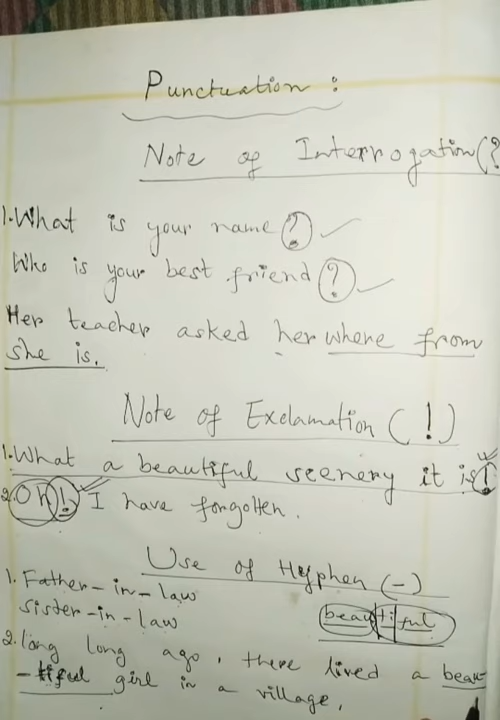 Punctuation :
Note of Interrogation (?
1. What is your name ?
Who is your best friend ?
Her teacher asked her where from
she is.
Note of Exclamation ( ! )
1. What a beautiful scenery it is !
2. Oh ! I have forgotten .
Use of Hyphen ( - )
1. Father - in - law
sister - in - law
beautiful
2. long long ago , there lived a beau
- tiful girl in a village ,